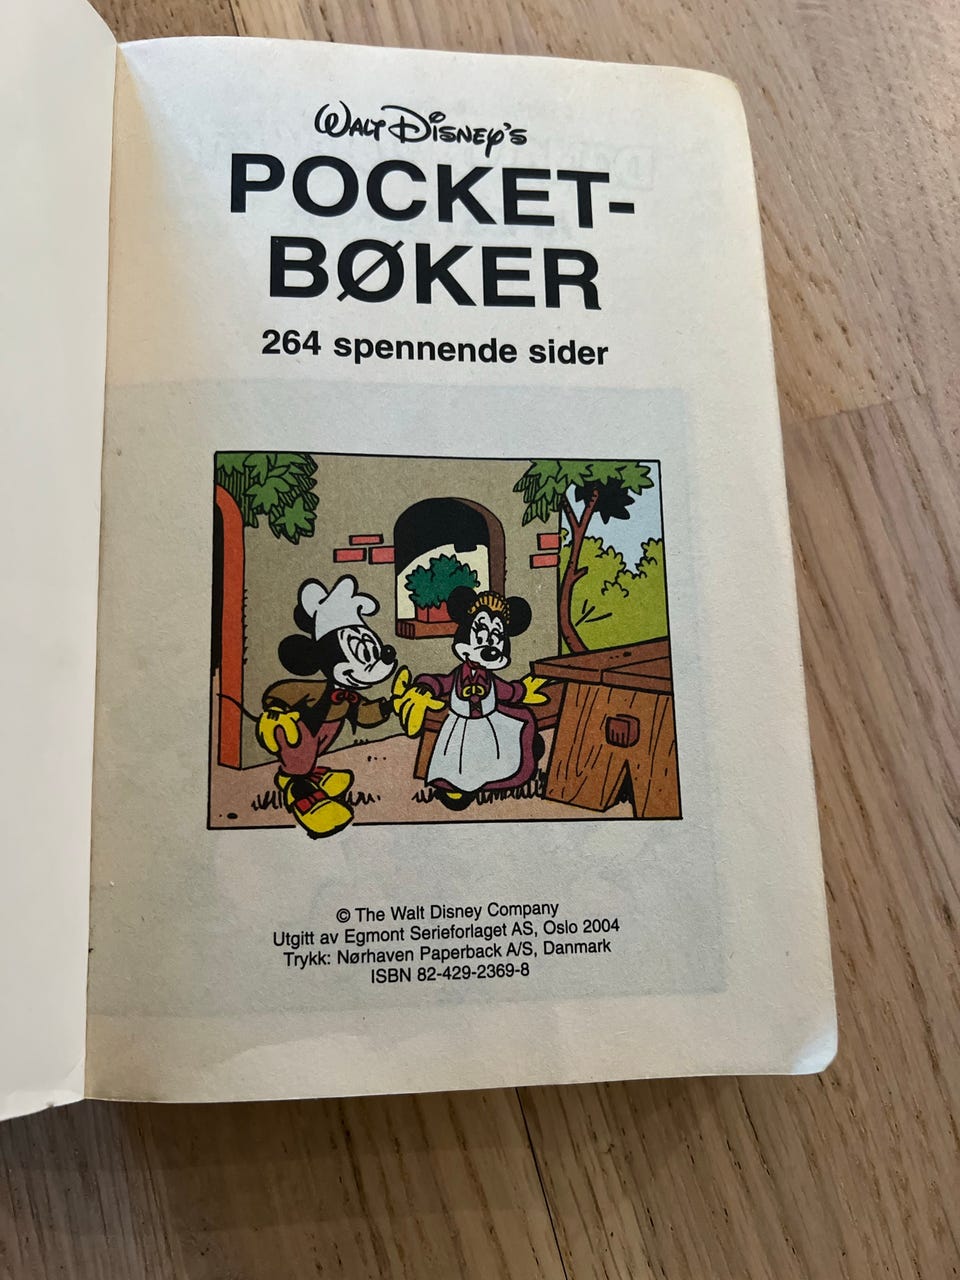 WALT DISNEY'S
POCKET-
BØKER
264 spennende sider
© The Walt Disney Company
Utgitt av Egmont Serieforlaget AS, Oslo 2004
Trykk: Nørhaven Paperback A/S, Danmark
ISBN 82-429-2369-8